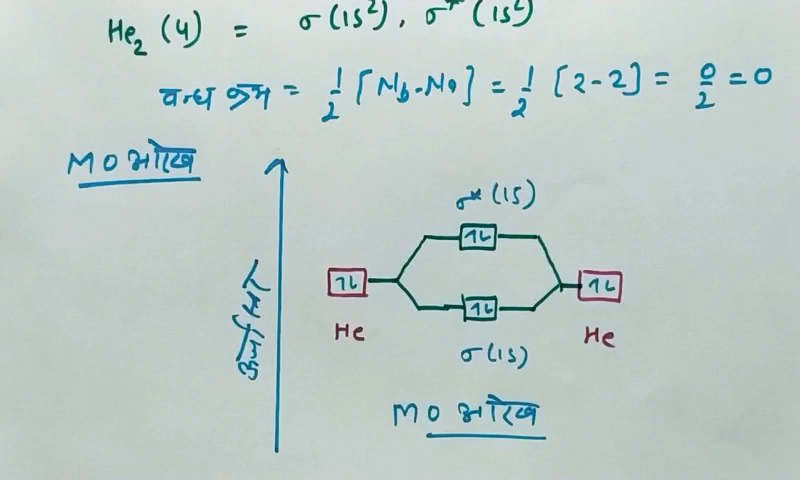 He₂ (4) = σ(1s²), σ* (1s²)
बन्ध क्रम = 1/2 [Nb-Na] = 1/2 [2-2] = 0/2 = 0
MO आरेख
σ* (1s)
ऊर्जा स्तर
↿⇂
↿⇂ ↿⇂
↿⇂
He He
σ (1s)
MO आरेख